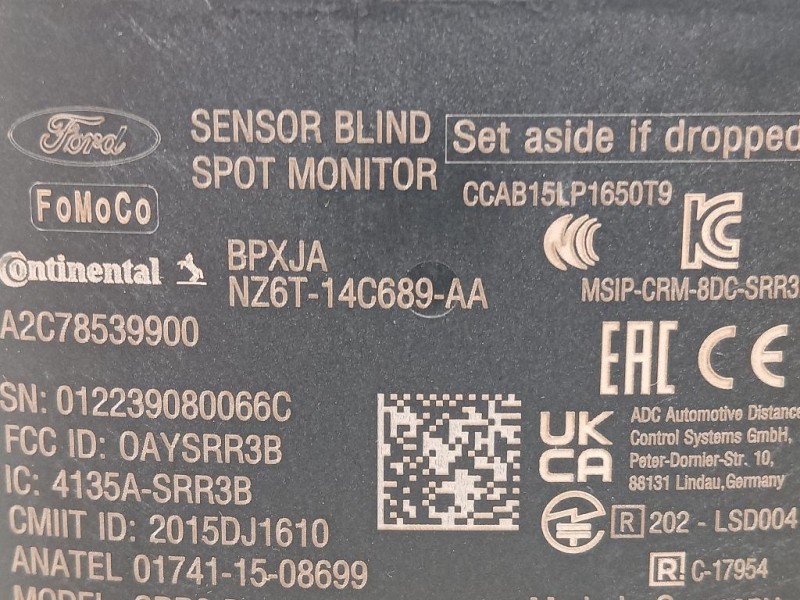 Ford
SENSOR BLIND
SPOT MONITOR
Set aside if dropped
FoMoCo
CCAB15LP1650T9
Continental
BPXJA
NZ6T-14C689-AA
MSIP-CRM-8DC-SRR3
A2C78539900
EAC CE
SN: 012239080066C
FCC ID: OAYSRR3B
IC: 4135A-SRR3B
CMIIT ID: 2015DJ1610
ANATEL 01741-15-08699
UK
CA
ADC Automotive Distance
Control Systems GmbH,
Peter-Dornier-Str. 10,
88131 Lindau, Germany
R 202 - LSD004
R! C-17954
MODEL: